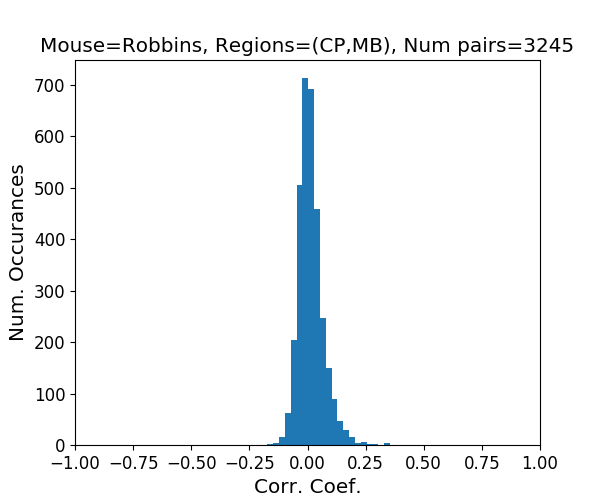 Mouse=Robbins, Regions=(CP,MB), Num pairs=3245
700
600
500
400
300
200
100
0
Num. Occurances
−1.00 −0.75 −0.50 −0.25 0.00 0.25 0.50 0.75 1.00
Corr. Coef.